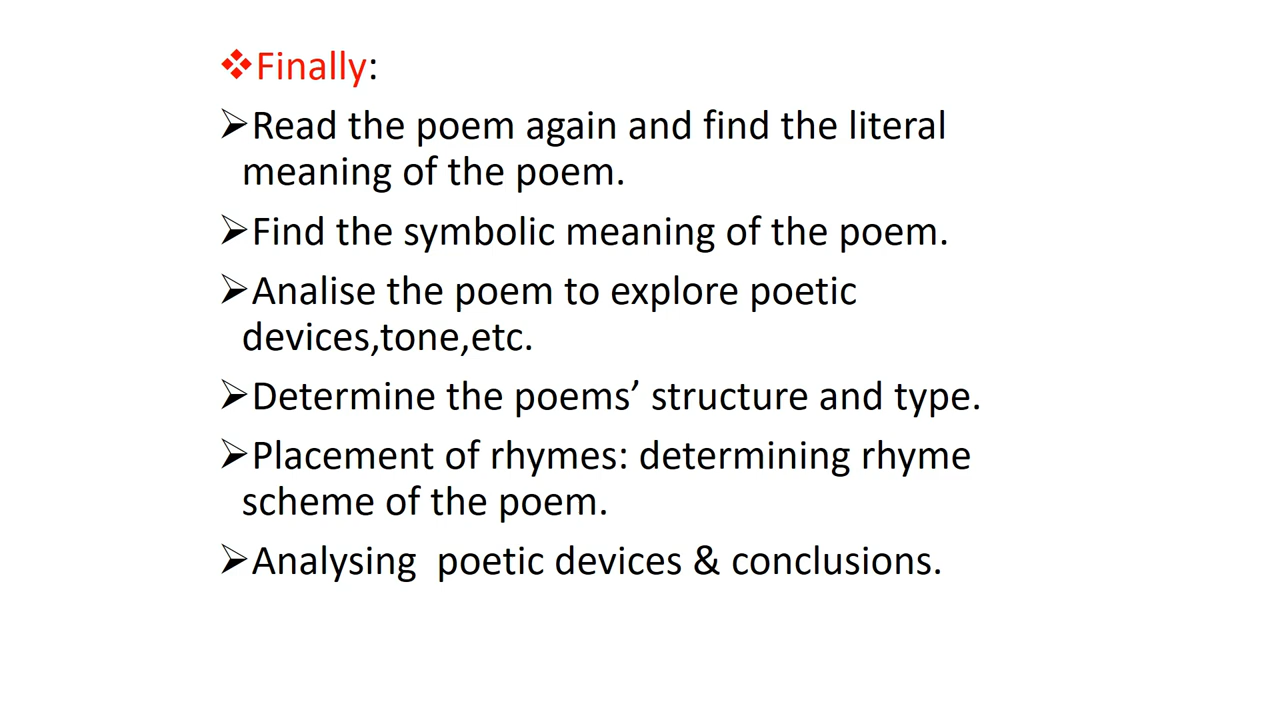 ❖Finally:
➢Read the poem again and find the literal
meaning of the poem.
➢Find the symbolic meaning of the poem.
➢Analise the poem to explore poetic
devices,tone,etc.
➢Determine the poems’ structure and type.
➢Placement of rhymes: determining rhyme
scheme of the poem.
➢Analysing  poetic devices & conclusions.